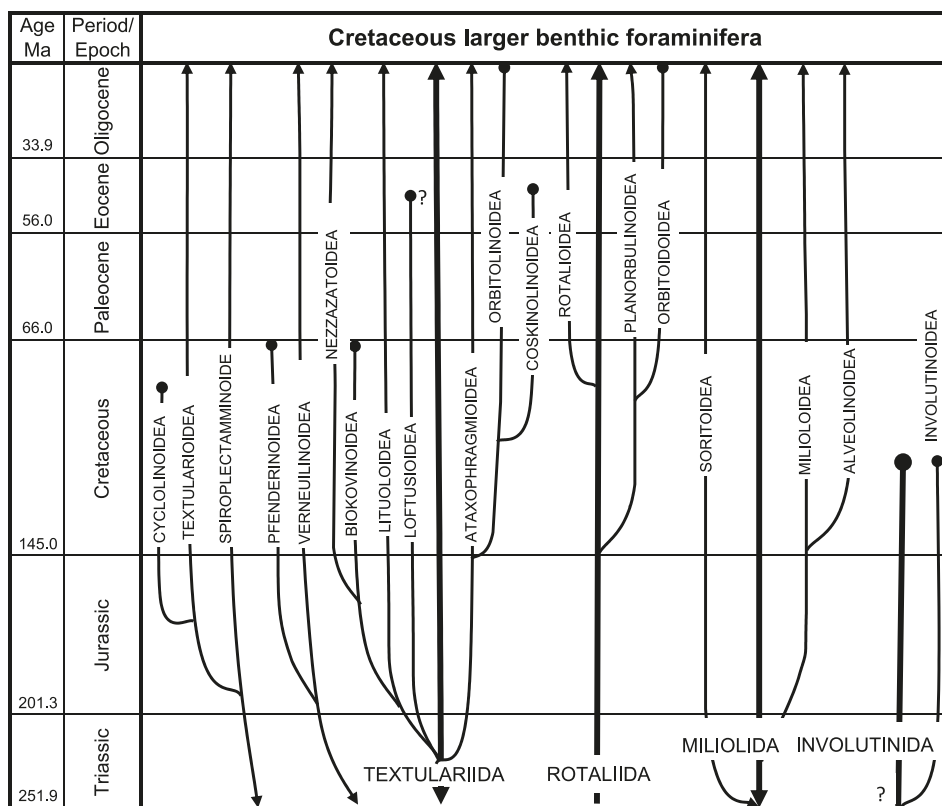 Age
Ma
Period/
Epoch
Cretaceous larger benthic foraminifera
Oligocene
33.9
Eocene
56.0
Paleocene
66.0
Cretaceous
145.0
Jurassic
201.3
Triassic
251.9
CYCLOLINOIDEA
TEXTULARIOIDEA
SPIROPLECTAMMINOIDE
PFENDERINOIDEA
VERNEUILINOIDEA
NEZZAZATOIDEA
BIOKOVINOIDEA
LITUOLOIDEA
LOFTUSIOIDEA
?
ATAXOPHRAGMIOIDEA
ORBITOLINOIDEA
COSKINOLINOIDEA
ROTALIOIDEA
PLANORBULINOIDEA
ORBITOIDOIDEA
SORITOIDEA
MILIOLOIDEA
ALVEOLINOIDEA
INVOLUTINOIDEA
TEXTULARIIDA
ROTALIIDA
MILIOLIDA
INVOLUTINIDA
?